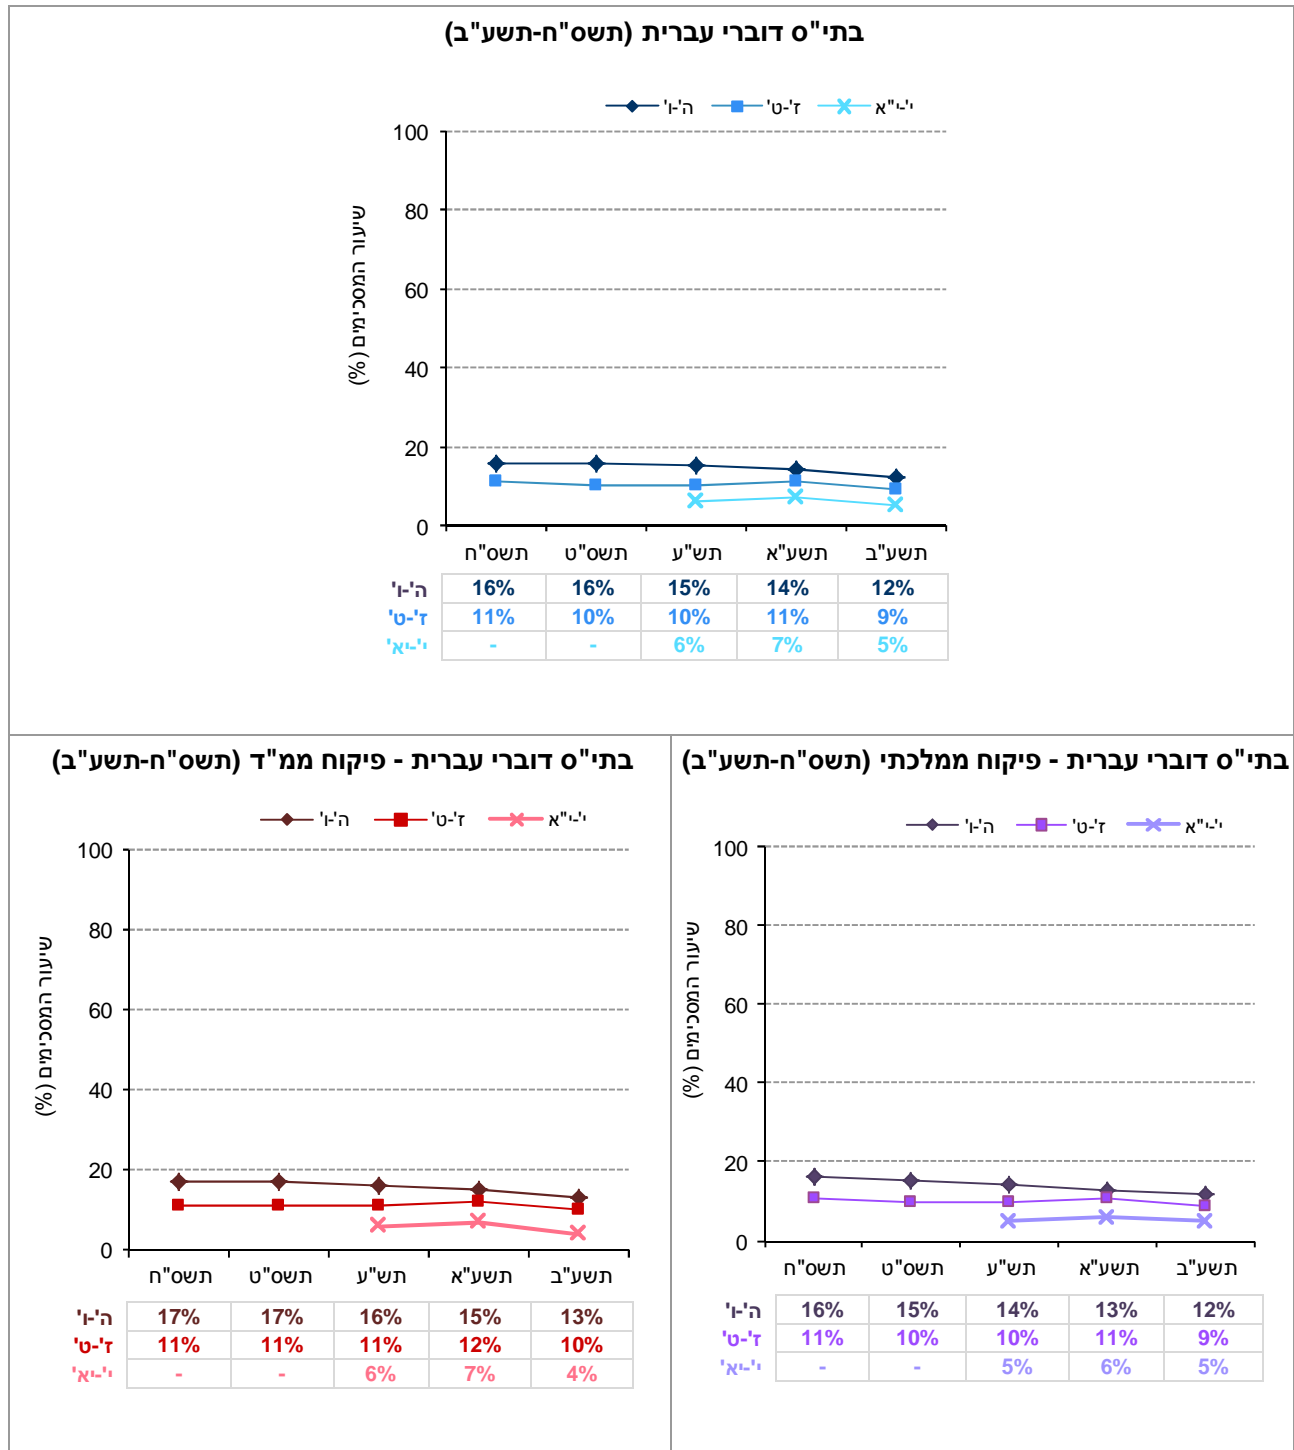 בתי"ס דוברי עברית (תשס"ח-תשע"ב)
ה'-ו' ז'-ט' י'-י"א
שיעור המסכימים (%)
100
80
60
40
20
0
תשס"ח תשס"ט תש"ע תשע"א תשע"ב
ה'-ו' 16% 16% 15% 14% 12%
ז'-ט' 11% 10% 10% 11% 9%
י'-יא' - - 6% 7% 5%
בתי"ס דוברי עברית - פיקוח ממלכתי (תשס"ח-תשע"ב)
ה'-ו' ז'-ט' י'-י"א
שיעור המסכימים (%)
100
80
60
40
20
0
תשס"ח תשס"ט תש"ע תשע"א תשע"ב
ה'-ו' 16% 15% 14% 13% 12%
ז'-ט' 11% 10% 10% 11% 9%
י'-יא' - - 5% 6% 5%
בתי"ס דוברי עברית - פיקוח ממ"ד (תשס"ח-תשע"ב)
ה'-ו' ז'-ט' י'-י"א
שיעור המסכימים (%)
100
80
60
40
20
0
תשס"ח תשס"ט תש"ע תשע"א תשע"ב
ה'-ו' 17% 17% 16% 15% 13%
ז'-ט' 11% 11% 11% 12% 10%
י'-יא' - - 6% 7% 4%